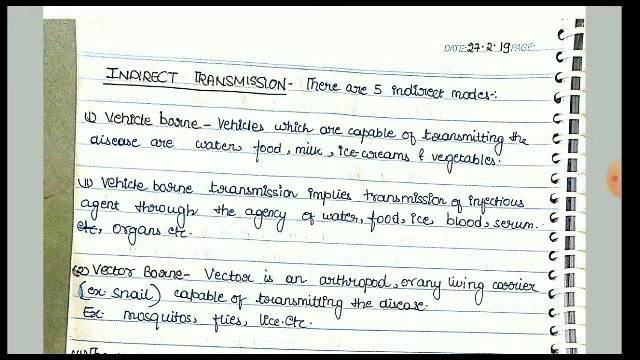 DATE: 27.2.19 PAGE:
INDIRECT TRANSMISSION- There are 5 indirect modes-:
(1) Vehicle borne - Vehicles which are capable of transmitting the
disease are water, food, milk, ice-creams & vegetables.
(1) Vehicle borne transmission implies transmission of infectious
agent through the agency of water, food, ice, blood, serum.
etc, organs etc.
(2) Vector Borne- Vector is an arthropod, or any living carrier
(ex snail) capable of transmitting the disease.
Ex mosquitos, flies, lice. etc.